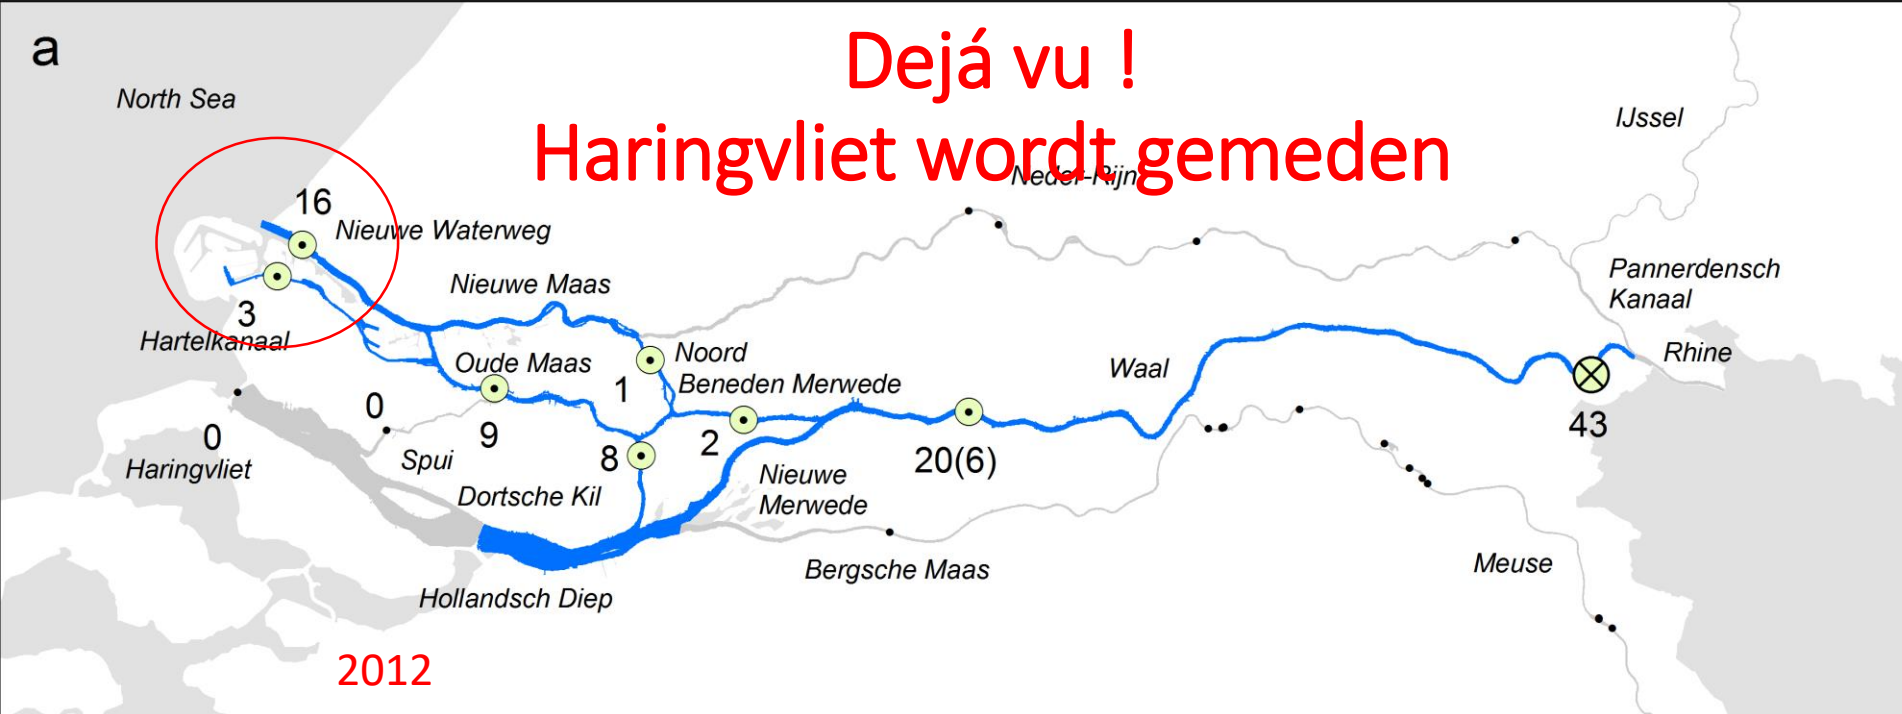 a
Dejá vu !
North Sea
IJssel
Haringvliet wordt gemeden
Neder-Rijn
16
Nieuwe Waterweg
Pannerdensch
Kanaal
Nieuwe Maas
3
Hartelkanaal
Noord
Rhine
Oude Maas
Waal
1
Beneden Merwede
0
43
0
9
2
8
20(6)
Haringvliet
Spui
Nieuwe
Merwede
Dortsche Kil
Bergsche Maas
Meuse
Hollandsch Diep
2012